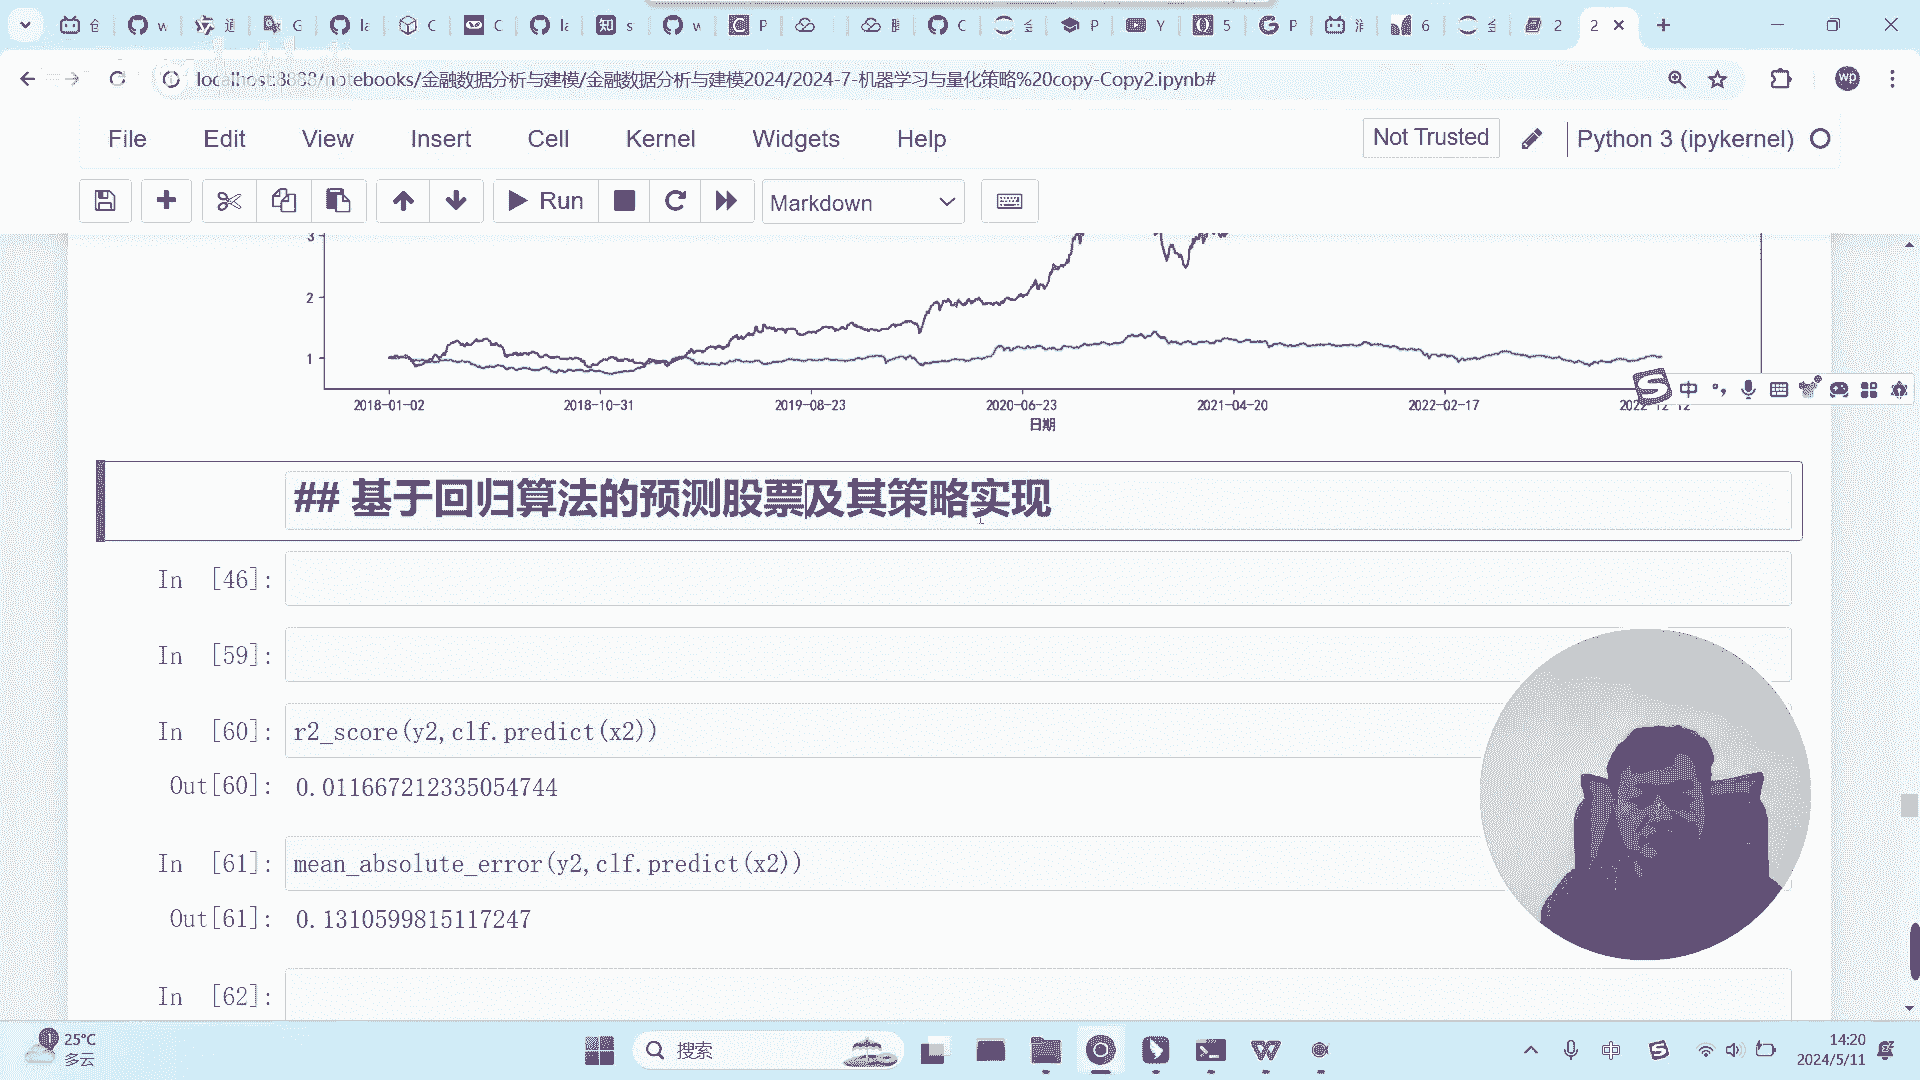 localhost:8888/notebooks/金融数据分析与建模/金融数据分析与建模2024/2024-7-机器学习与量化策略%20copy-Copy2.ipynb#
File Edit View Insert Cell Kernel Widgets Help
Not Trusted
Python 3 (ipykernel)
Run
Markdown
3
2
1
2018-01-02 2018-10-31 2019-08-23 2020-06-23 2021-04-20 2022-02-17
日期
## 基于回归算法的预测股票及其策略实现
In [46]:
In [59]:
In [60]: r2_score(y2,clf.predict(x2))
Out[60]: 0.011667212335054744
In [61]: mean_absolute_error(y2,clf.predict(x2))
Out[61]: 0.1310599815117247
In [62]:
25°C
多云
搜索
中
14:20
2024/5/11